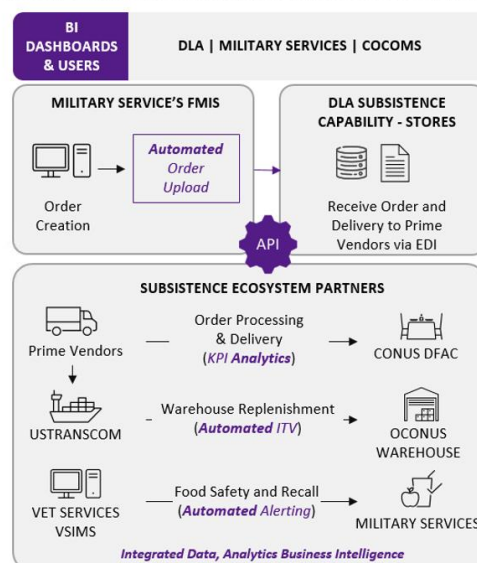 BI
DASHBOARDS
& USERS
DLA | MILITARY SERVICES | COCOMS
MILITARY SERVICE'S FMIS
Order
Creation
Automated
Order
Upload
DLA SUBSISTENCE
CAPABILITY - STORES
Receive Order and
Delivery to Prime
Vendors via EDI
API
SUBSISTENCE ECOSYSTEM PARTNERS
Prime Vendors
Order Processing
& Delivery
(KPI Analytics)
CONUS DFAC
USTRANSCOM
Warehouse Replenishment
(Automated ITV)
OCONUS
WAREHOUSE
VET SERVICES
VSIMS
Food Safety and Recall
(Automated Alerting)
MILITARY SERVICES
Integrated Data, Analytics Business Intelligence